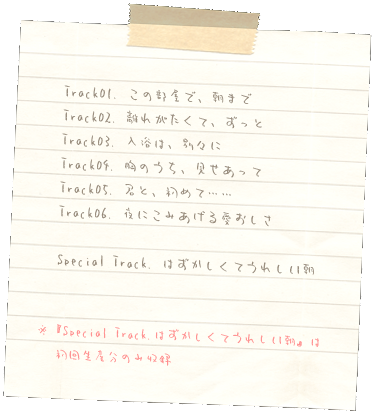 Track01. この部屋で、朝まで
Track02. 離れがたくて、ずっと
Track03. 入浴は、別々に
Track04. 胸のうち、見せあって
Track05. 君と、初めて……
Track06. 夜にこみあげる愛おしさ
Special Track. はずかしくてうれしい朝
※『Special Track.はずかしくてうれしい朝』は
初回生産分のみ収録